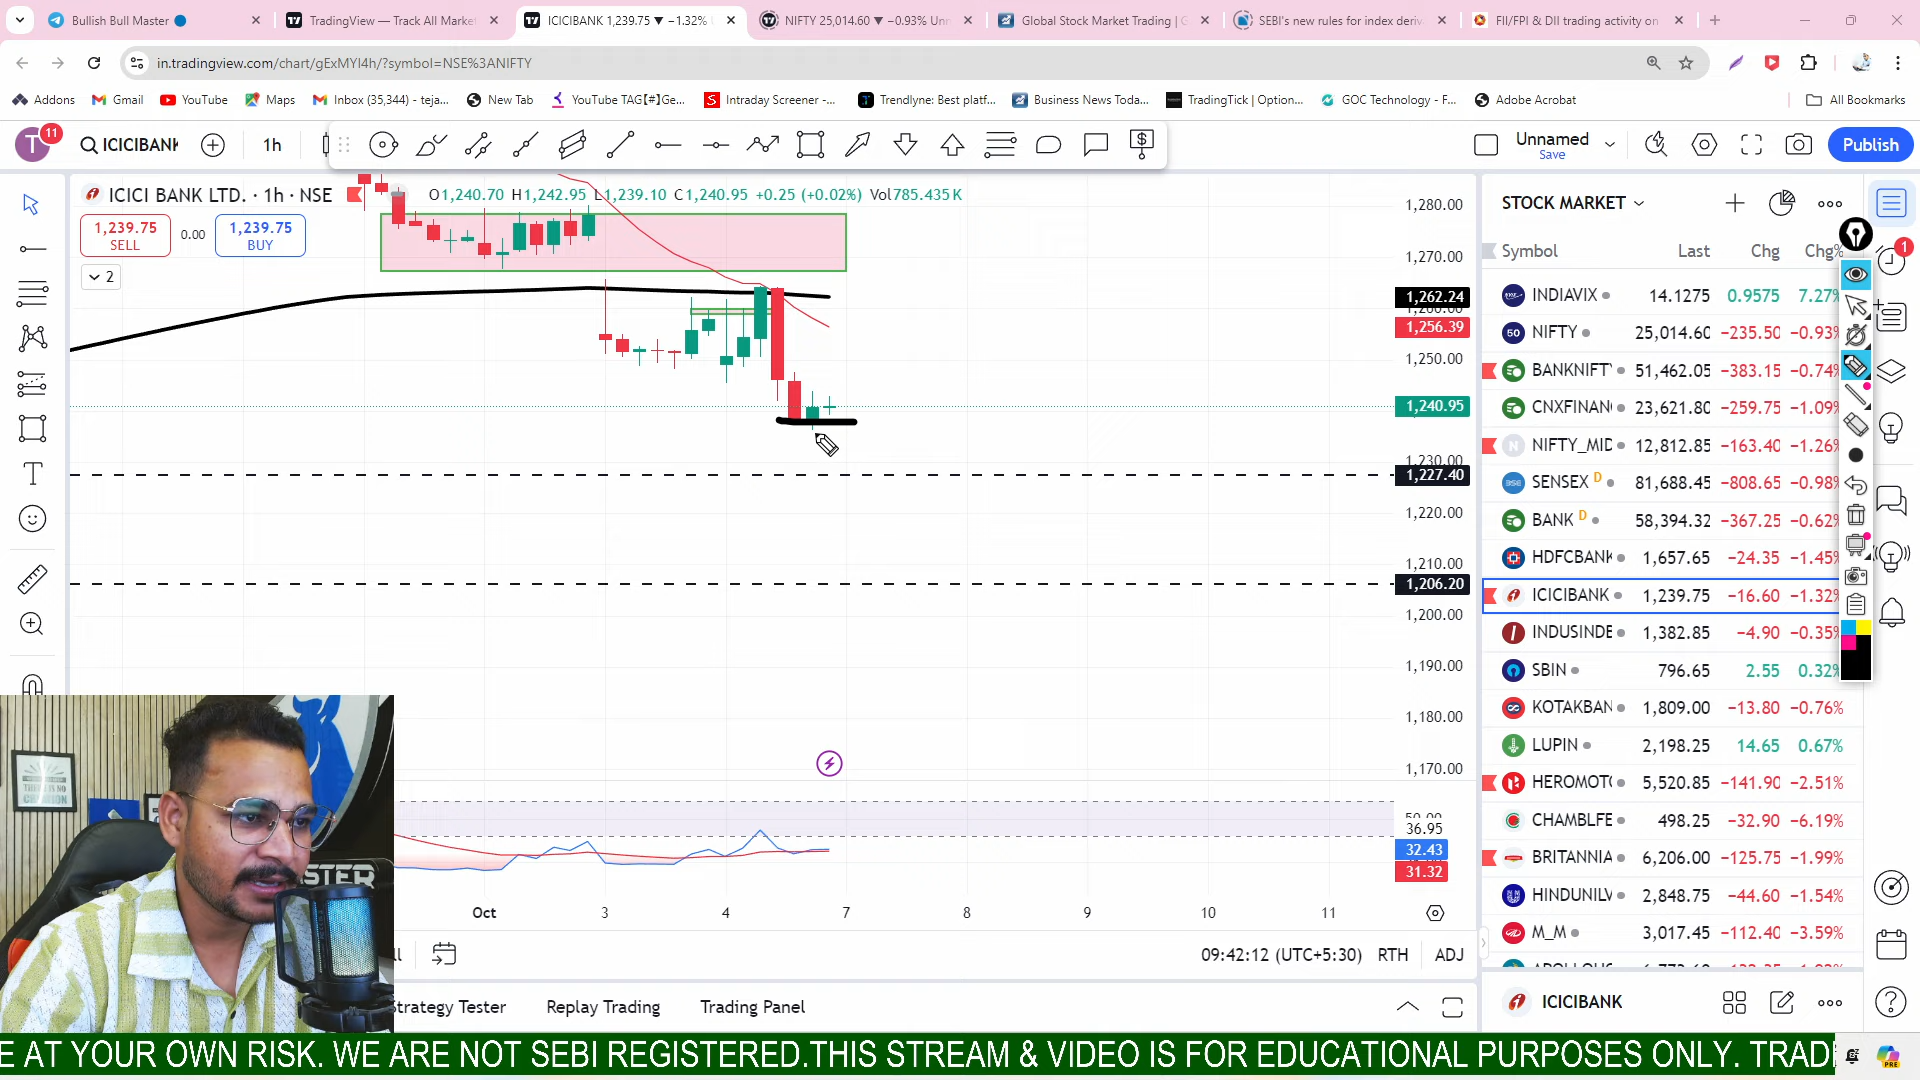 Bullish Bull Master
TradingView — Track All Market
ICICIBANK 1,239.75 ▼ −1.32%
NIFTY 25,014.60 ▼ −0.93% Unn
Global Stock Market Trading | G
SEBI's new rules for index deriv
FII/FPI & DII trading activity on
in.tradingview.com/chart/gExMYI4h/?symbol=NSE%3ANIFTY
Addons
Gmail
YouTube
Maps
Inbox (35,344) - teja...
New Tab
YouTube TAG【#】Ge...
Intraday Screener -...
Trendlyne: Best platf...
Business News Toda...
TradingTick | Option...
GOC Technology - F...
Adobe Acrobat
All Bookmarks
T 11
ICICIBANK
1h
Unnamed
Save
Publish
ICICI BANK LTD. · 1h · NSE
O1,240.70 H1,242.95 L1,239.10 C1,240.95 +0.25 (+0.02%) Vol785.435K
1,239.75
SELL
0.00
1,239.75
BUY
2
1,280.00
1,270.00
1,262.24
1,256.39
1,250.00
1,240.95
1,230.00
1,227.40
1,220.00
1,210.00
1,206.20
1,200.00
1,190.00
1,180.00
1,170.00
36.95
32.43
31.32
Oct 3 4 7 8 9 10 11
09:42:12 (UTC+5:30) RTH ADJ
Strategy Tester
Replay Trading
Trading Panel
STOCK MARKET
Symbol Last Chg Chg%
INDIAVIX 14.1275 0.9575 7.27%
NIFTY 25,014.60 −235.50 −0.93%
BANKNIFTY 51,462.05 −383.15 −0.74%
CNXFINAN 23,621.80 −259.75 −1.09%
NIFTY_MID 12,812.85 −163.40 −1.26%
SENSEX D 81,688.45 −808.65 −0.98%
BANK D 58,394.32 −367.25 −0.62%
HDFCBANK 1,657.65 −24.35 −1.45%
ICICIBANK 1,239.75 −16.60 −1.32%
INDUSINDB 1,382.85 −4.90 −0.35%
SBIN 796.65 2.55 0.32%
KOTAKBAN 1,809.00 −13.80 −0.76%
LUPIN 2,198.25 14.65 0.67%
HEROMOTO 5,520.85 −141.90 −2.51%
CHAMBLFE 498.25 −32.90 −6.19%
BRITANNIA 6,206.00 −125.75 −1.99%
HINDUNILV 2,848.75 −44.60 −1.54%
M_M 3,017.45 −112.40 −3.59%
ICICIBANK
1
E AT YOUR OWN RISK. WE ARE NOT SEBI REGISTERED.THIS STREAM & VIDEO IS FOR EDUCATIONAL PURPOSES ONLY. TRADE